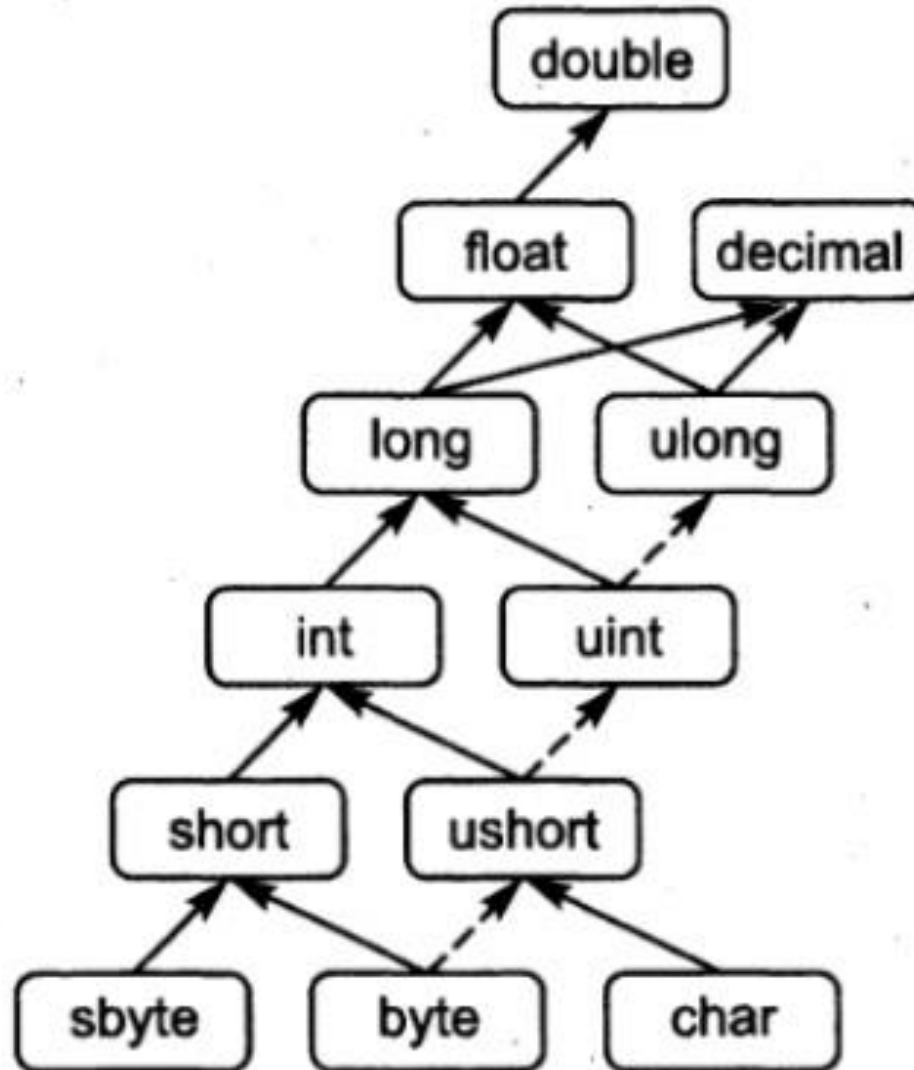 double
float decimal
long ulong
int uint
short ushort
sbyte byte char